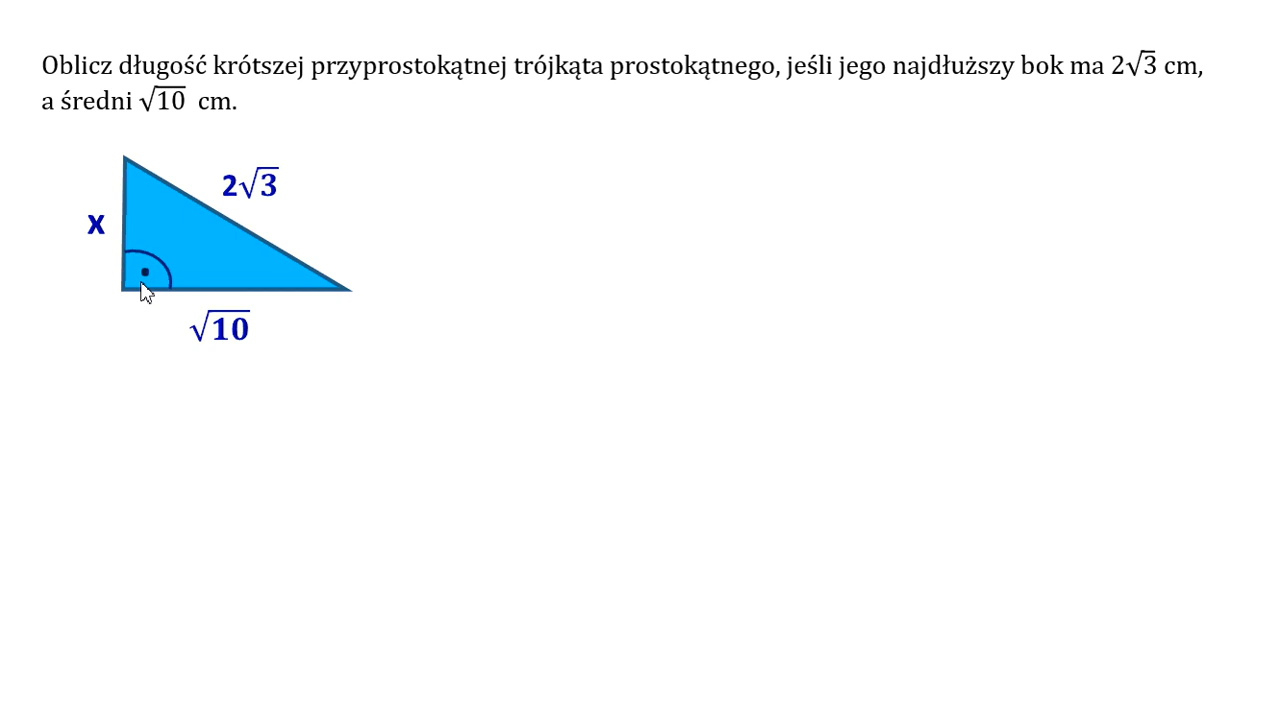 Oblicz długość krótszej przyprostokątnej trójkąta prostokątnego, jeśli jego najdłuższy bok ma 2√3 cm,
a średni √10 cm.
2√3
x
√10